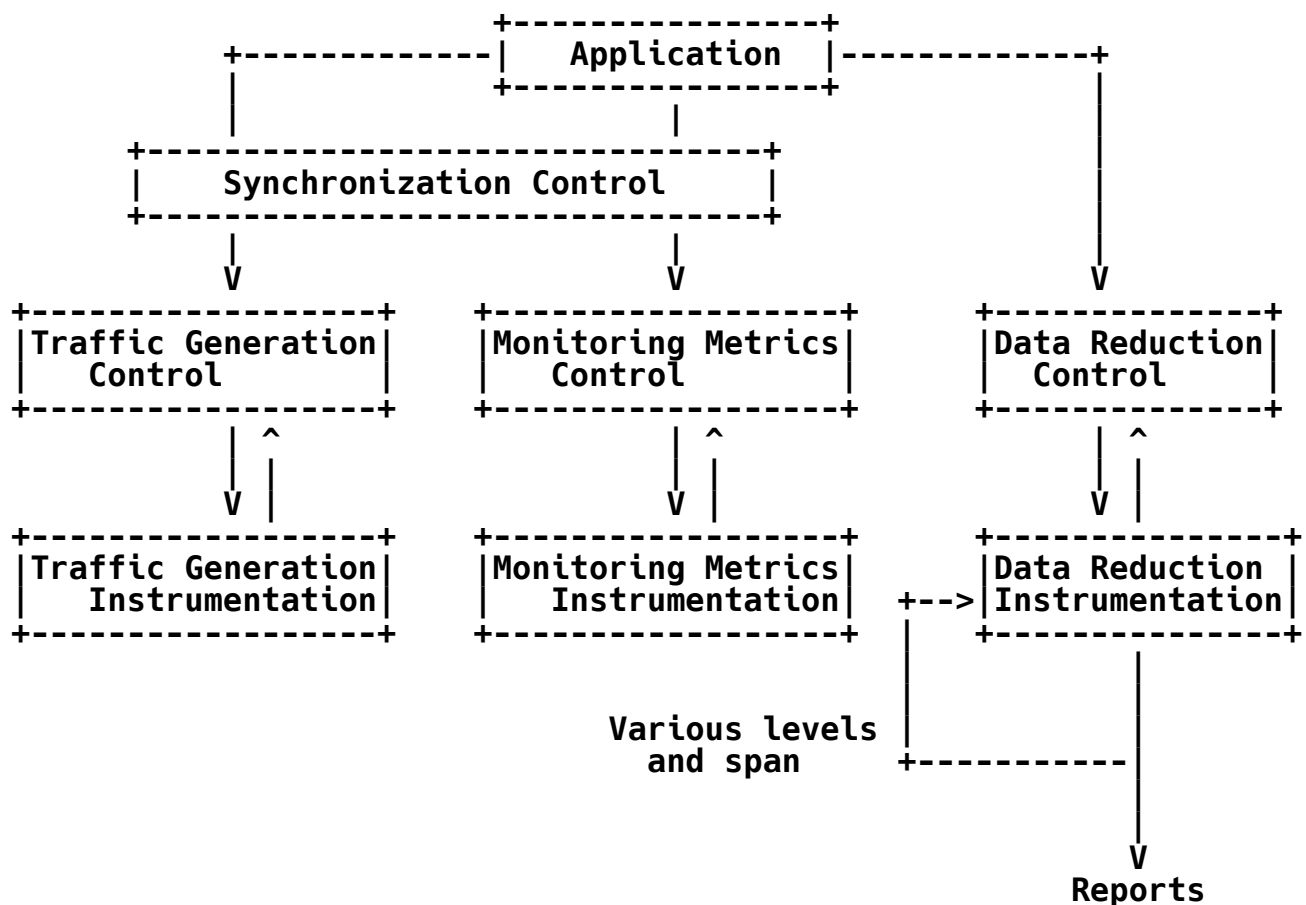 Application
Synchronization Control
Traffic Generation
Control
Monitoring Metrics
Control
Data Reduction
Control
Traffic Generation
Instrumentation
Monitoring Metrics
Instrumentation
Data Reduction
Instrumentation
Various levels
and span
Reports